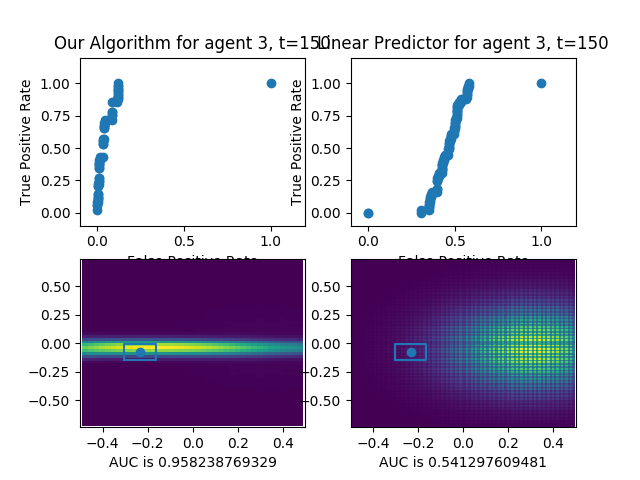 Our Algorithm for agent 3, t=150
Linear Predictor for agent 3, t=150
True Positive Rate
1.00
0.75
0.50
0.25
0.00
0.0 0.5 1.0
False Positive Rate
True Positive Rate
1.00
0.75
0.50
0.25
0.00
0.0 0.5 1.0
False Positive Rate
0.50
0.25
0.00
−0.25
−0.50
−0.4 −0.2 0.0 0.2 0.4
AUC is 0.958238769329
0.50
0.25
0.00
−0.25
−0.50
−0.4 −0.2 0.0 0.2 0.4
AUC is 0.541297609481